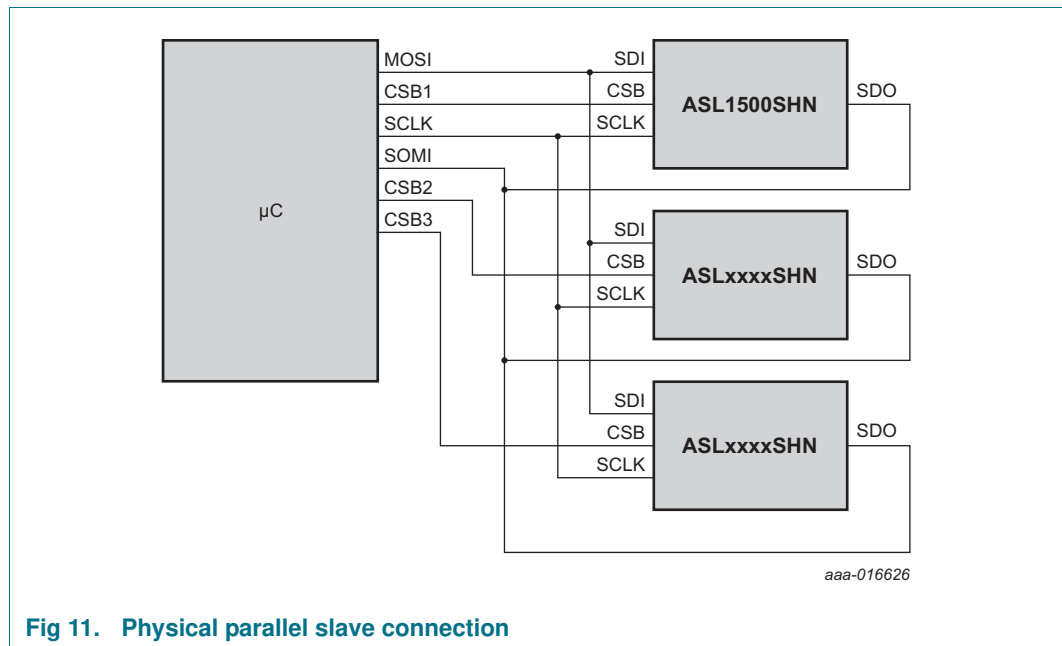 MOSI
CSB1
SCLK
SOMI
CSB2
CSB3
µC
SDI
CSB
SCLK
ASL1500SHN
SDO
SDI
CSB
SCLK
ASLxxxxSHN
SDO
SDI
CSB
SCLK
ASLxxxxSHN
SDO
aaa-016626
Fig 11. Physical parallel slave connection